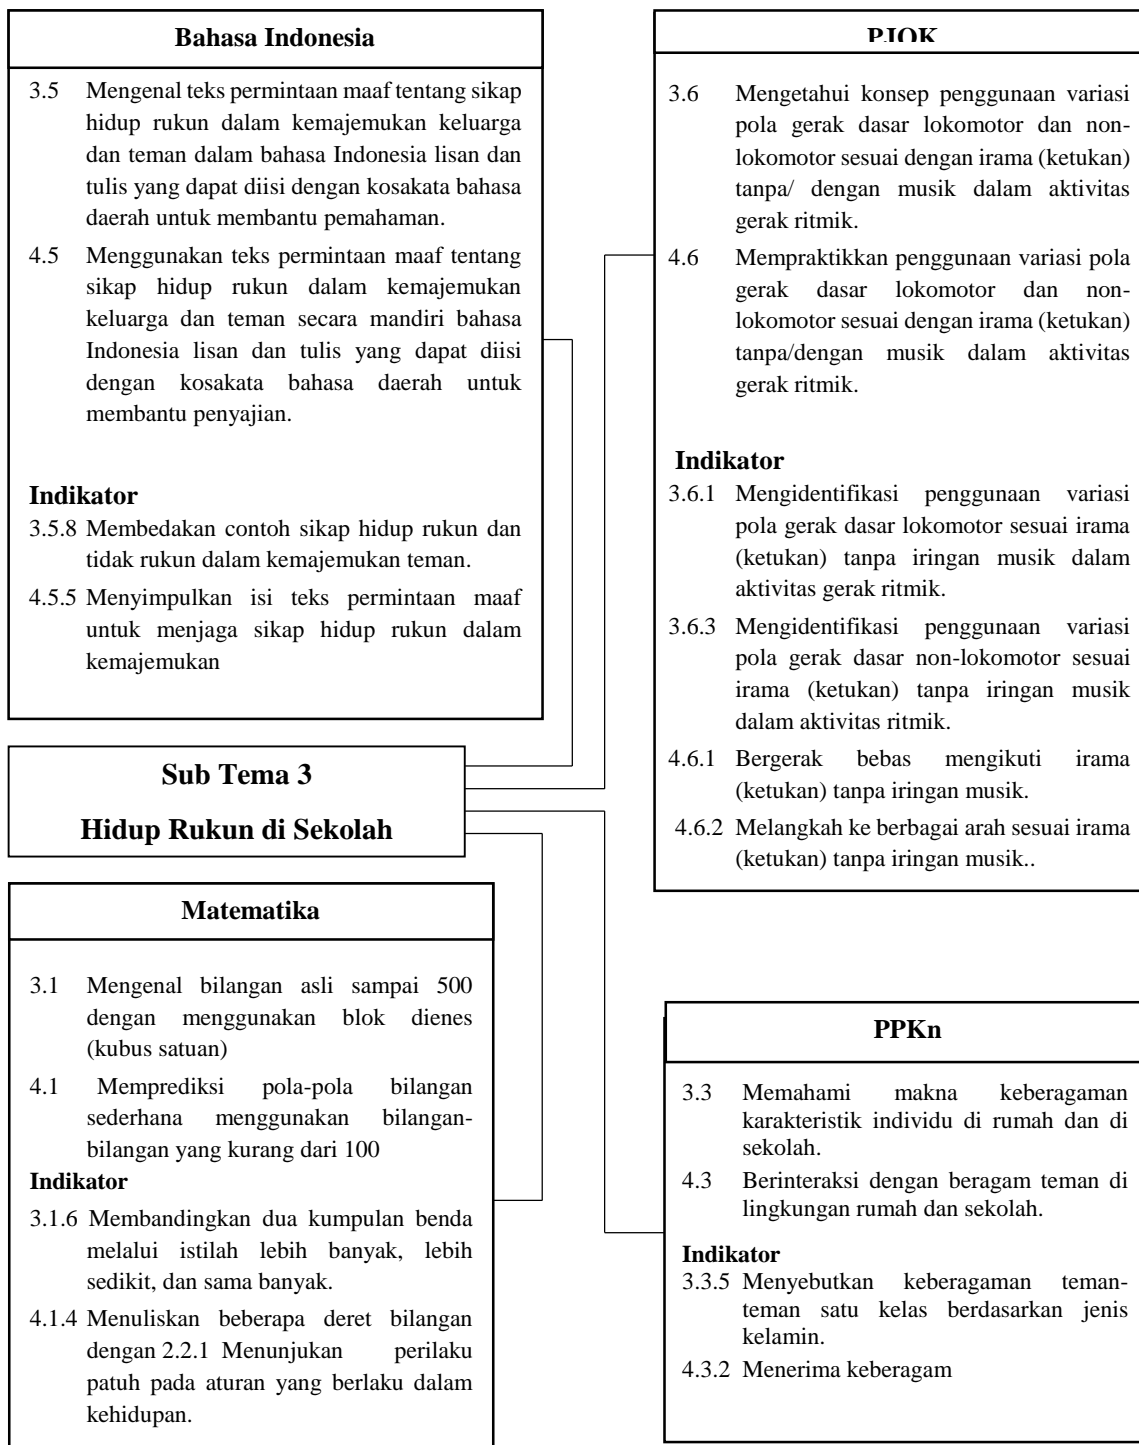 Bahasa Indonesia
3.5 Mengenal teks permintaan maaf tentang sikap
hidup rukun dalam kemajemukan keluarga
dan teman dalam bahasa Indonesia lisan dan
tulis yang dapat diisi dengan kosakata bahasa
daerah untuk membantu pemahaman.
4.5 Menggunakan teks permintaan maaf tentang
sikap hidup rukun dalam kemajemukan
keluarga dan teman secara mandiri bahasa
Indonesia lisan dan tulis yang dapat diisi
dengan kosakata bahasa daerah untuk
membantu penyajian.
Indikator
3.5.8 Membedakan contoh sikap hidup rukun dan
tidak rukun dalam kemajemukan teman.
4.5.5 Menyimpulkan isi teks permintaan maaf
untuk menjaga sikap hidup rukun dalam
kemajemukan
PJOK
3.6 Mengetahui konsep penggunaan variasi
pola gerak dasar lokomotor dan non-
lokomotor sesuai dengan irama (ketukan)
tanpa/ dengan musik dalam aktivitas
gerak ritmik.
4.6 Mempraktikkan penggunaan variasi pola
gerak dasar lokomotor dan non-
lokomotor sesuai dengan irama (ketukan)
tanpa/dengan musik dalam aktivitas
gerak ritmik.
Indikator
3.6.1 Mengidentifikasi penggunaan variasi
pola gerak dasar lokomotor sesuai irama
(ketukan) tanpa iringan musik dalam
aktivitas gerak ritmik.
3.6.3 Mengidentifikasi penggunaan variasi
pola gerak dasar non-lokomotor sesuai
irama (ketukan) tanpa iringan musik
dalam aktivitas ritmik.
4.6.1 Bergerak bebas mengikuti irama
(ketukan) tanpa iringan musik.
4.6.2 Melangkah ke berbagai arah sesuai irama
(ketukan) tanpa iringan musik..
Sub Tema 3
Hidup Rukun di Sekolah
Matematika
3.1 Mengenal bilangan asli sampai 500
dengan menggunakan blok dienes
(kubus satuan)
4.1 Memprediksi pola-pola bilangan
sederhana menggunakan bilangan-
bilangan yang kurang dari 100
Indikator
3.1.6 Membandingkan dua kumpulan benda
melalui istilah lebih banyak, lebih
sedikit, dan sama banyak.
4.1.4 Menuliskan beberapa deret bilangan
dengan 2.2.1 Menunjukan perilaku
patuh pada aturan yang berlaku dalam
kehidupan.
PPKn
3.3 Memahami makna keberagaman
karakteristik individu di rumah dan di
sekolah.
4.3 Berinteraksi dengan beragam teman di
lingkungan rumah dan sekolah.
Indikator
3.3.5 Menyebutkan keberagaman teman-
teman satu kelas berdasarkan jenis
kelamin.
4.3.2 Menerima keberagam